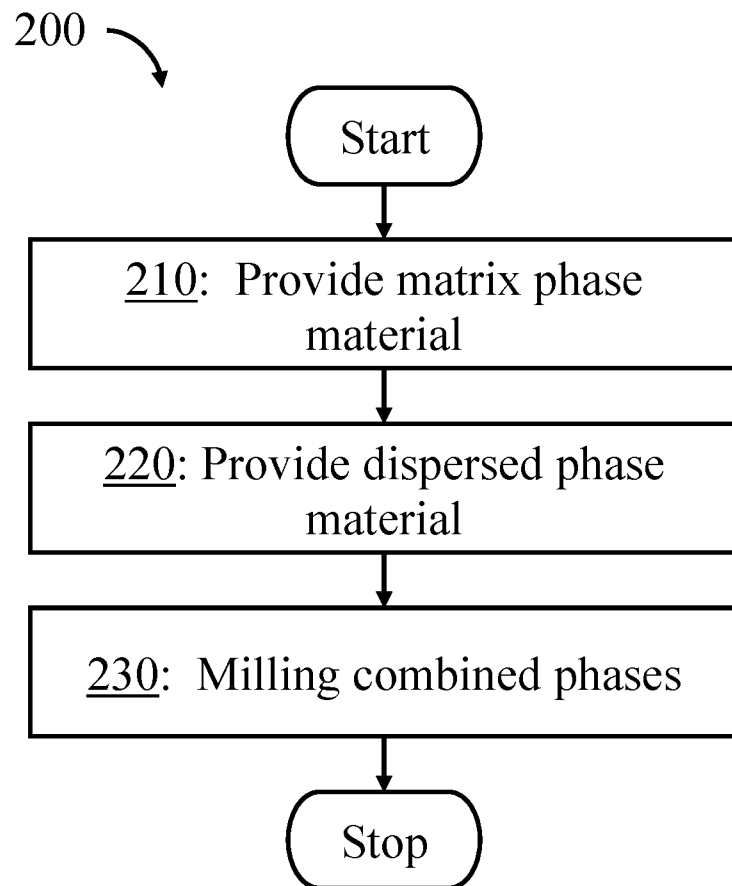 200
Start
210: Provide matrix phase
material
220: Provide dispersed phase
material
230: Milling combined phases
Stop